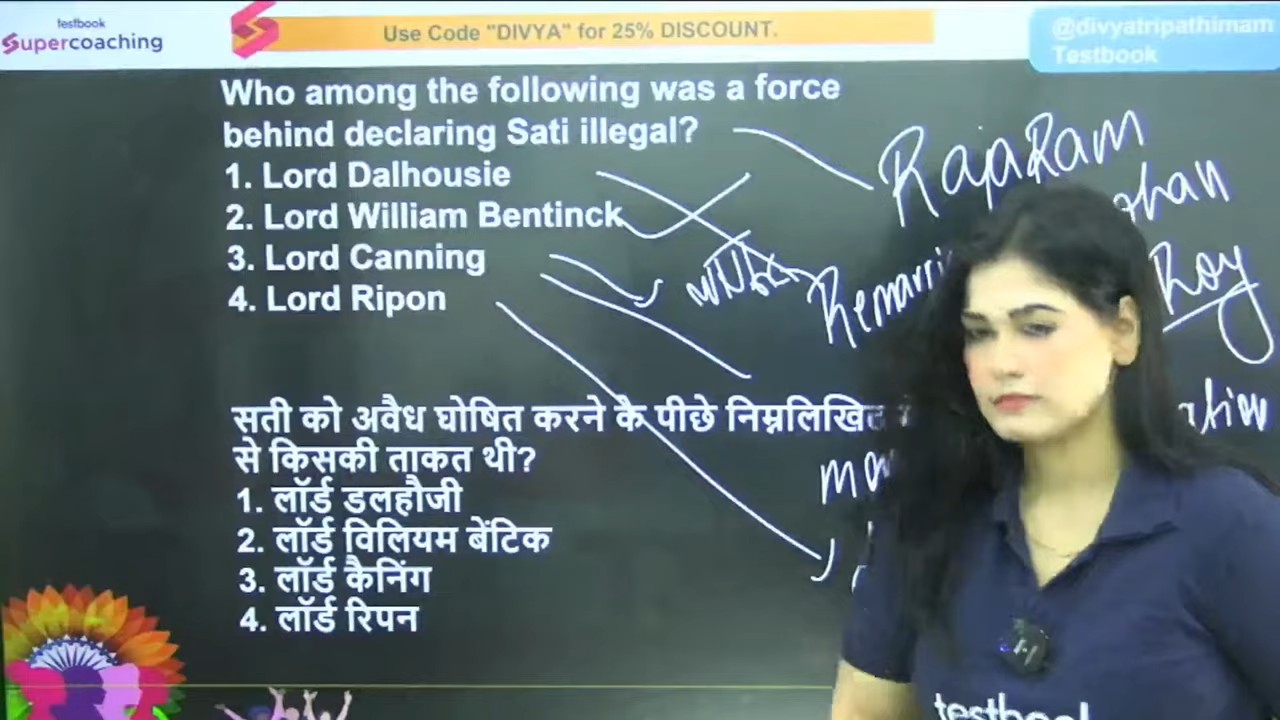 testbook
Supercoaching
Use Code "DIVYA" for 25% DISCOUNT.
@divyatripathimam
Testbook
Who among the following was a force
behind declaring Sati illegal?
1. Lord Dalhousie
2. Lord William Bentinck
3. Lord Canning
4. Lord Ripon
RajaRam
Roy
सती को अवैध घोषित करने के पीछे निम्नलिखित
से किसकी ताकत थी?
1. लॉर्ड डलहौजी
2. लॉर्ड विलियम बेंटिक
3. लॉर्ड कैनिंग
4. लॉर्ड रिपन
testbook